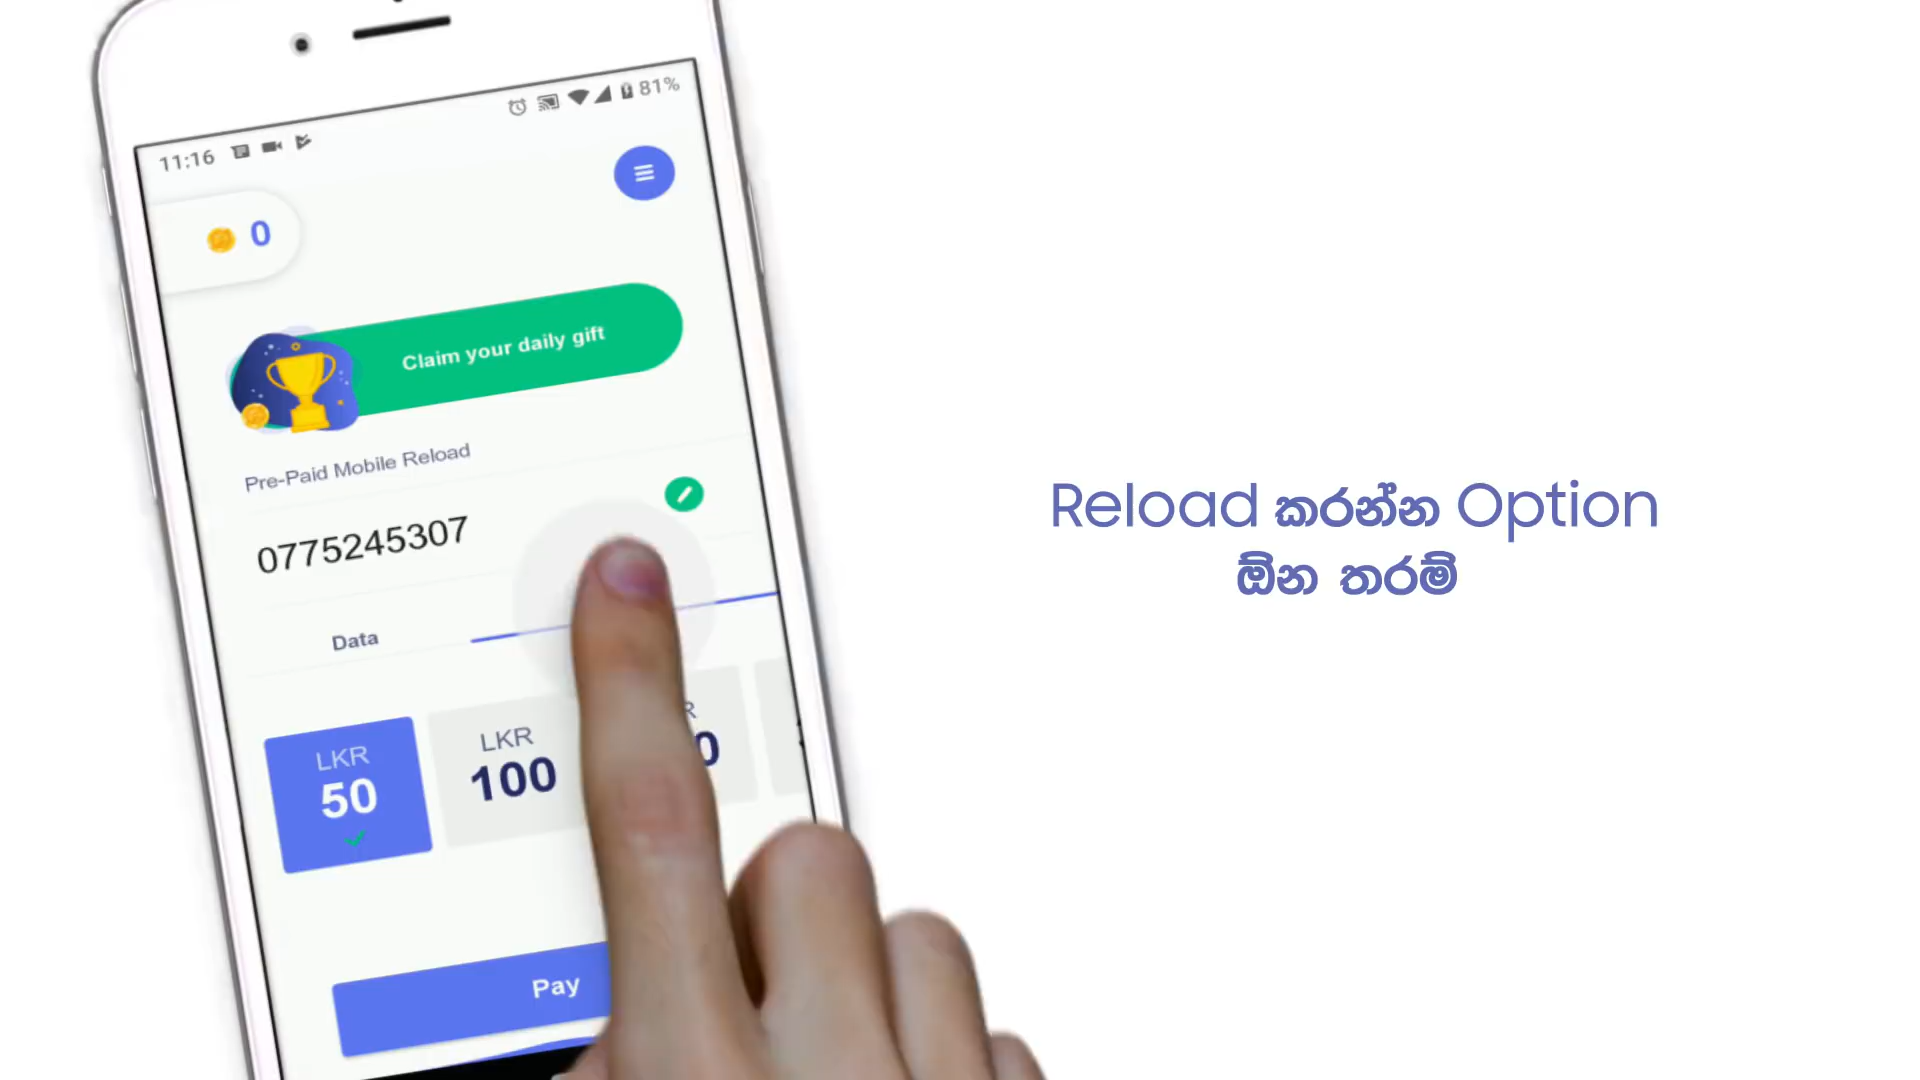 11:16
81%
0
Claim your daily gift
Pre-Paid Mobile Reload
0775245307
Data
LKR
50
LKR
100
Pay
Reload කරන්න Option
ඕන තරම්